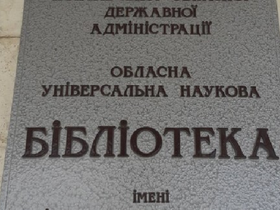 ДЕРЖАВНОЇ
АДМІНІСТРАЦІЇ
ОБЛАСНА
УНІВЕРСАЛЬНА НАУКОВА
БІБЛІОТЕКА
ІМЕНІ